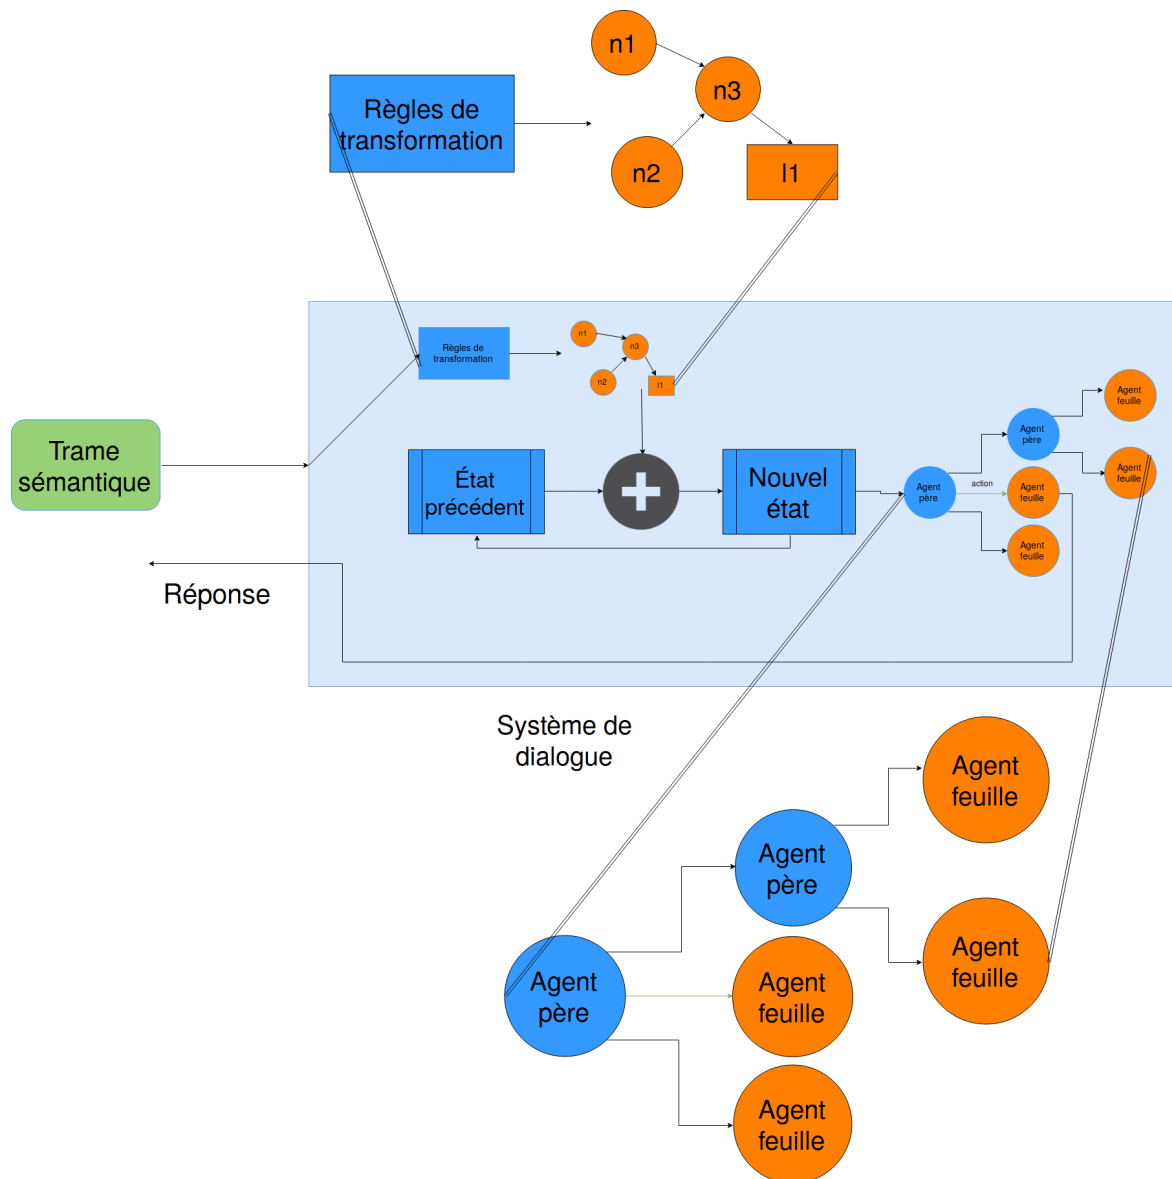 n1
n3
Règles de
transformation
n2
l1
n1
n3
Règles de
transformation
n2
l1
Agent
feuille
Agent
père
Trame
sémantique
État
précédent
Nouvel
état
Agent
père
action
Agent
feuille
Agent
feuille
Agent
feuille
Réponse
Système de
dialogue
Agent
feuille
Agent
père
Agent
feuille
Agent
père
Agent
feuille
Agent
feuille